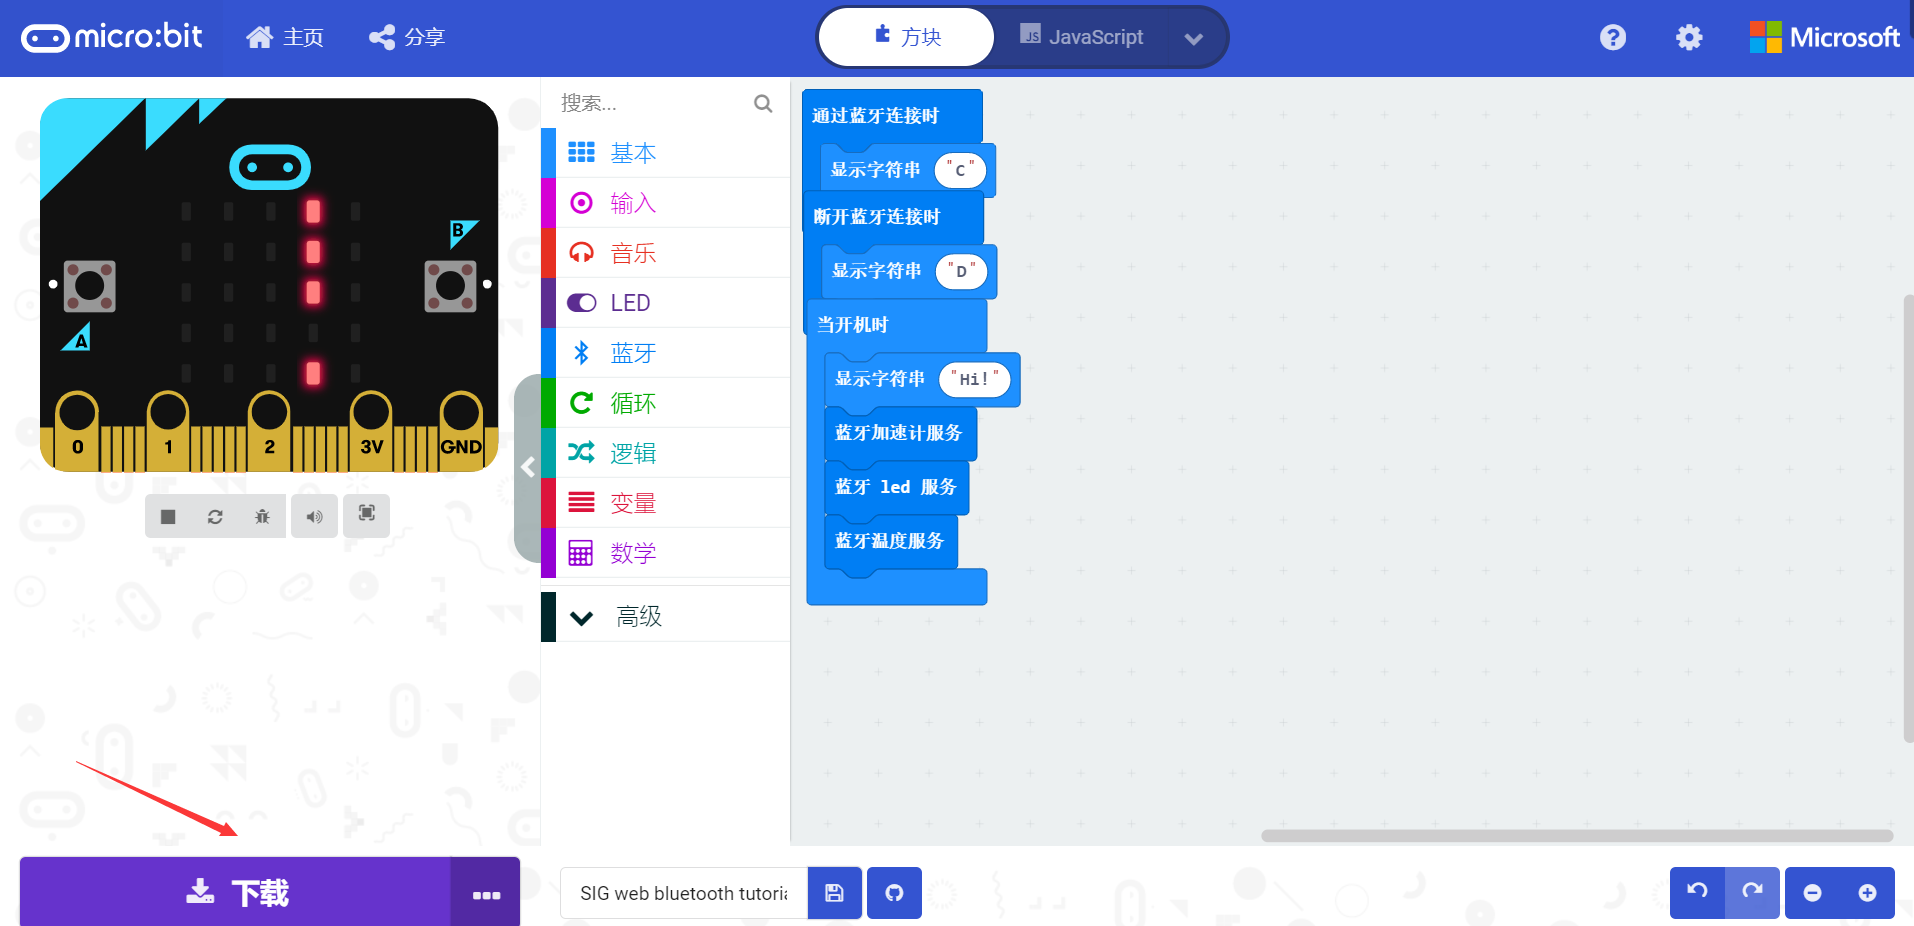 micro:bit
主页
分享
方块
JS JavaScript
?
Microsoft
搜索...
基本
输入
音乐
LED
蓝牙
循环
逻辑
变量
数学
高级
B
A
0
1
2
3V
GND
通过蓝牙连接时
显示字符串 "C"
断开蓝牙连接时
显示字符串 "D"
当开机时
显示字符串 "Hi!"
蓝牙加速计服务
蓝牙 led 服务
蓝牙温度服务
下载
SIG web bluetooth tutoria